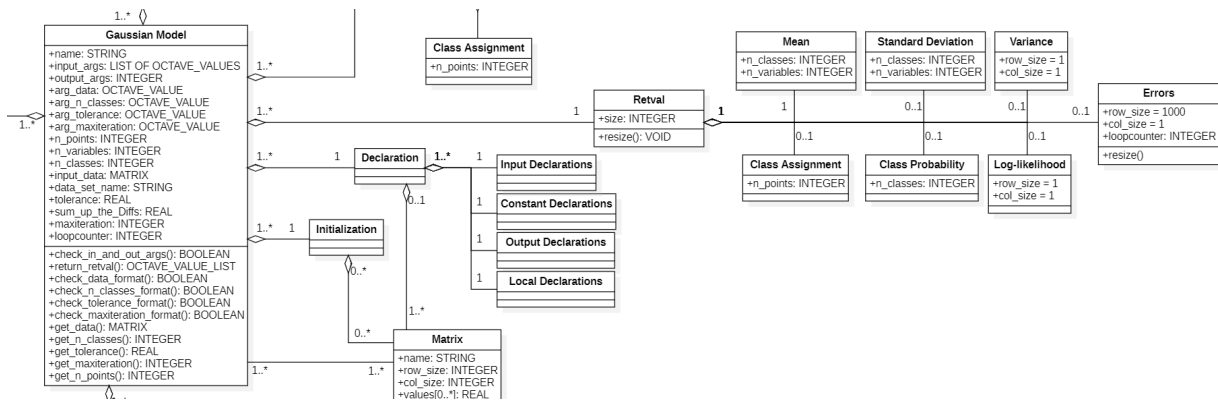 1..*
Gaussian Model
+name: STRING
+input_args: LIST OF OCTAVE_VALUES
+output_args: INTEGER
+arg_data: OCTAVE_VALUE
+arg_n_classes: OCTAVE_VALUE
+arg_tolerance: OCTAVE_VALUE
+arg_maxiteration: OCTAVE_VALUE
+n_points: INTEGER
+n_variables: INTEGER
+n_classes: INTEGER
+input_data: MATRIX
+data_set_name: STRING
+tolerance: REAL
+sum_up_the_Diffs: REAL
+maxiteration: INTEGER
+loopcounter: INTEGER
+check_in_and_out_args(): BOOLEAN
+return_retval(): OCTAVE_VALUE_LIST
+check_data_format(): BOOLEAN
+check_n_classes_format(): BOOLEAN
+check_tolerance_format(): BOOLEAN
+check_maxiteration_format(): BOOLEAN
+get_data(): MATRIX
+get_n_classes(): INTEGER
+get_tolerance(): REAL
+get_maxiteration(): INTEGER
+get_n_points(): INTEGER
1..*
1..*
1..*
1
1..*
1
1..*
1
1..*
1..*
Class Assignment
+n_points: INTEGER
Declaration
1..*
0..1
1..*
Initialization
0..*
0..*
1
Input Declarations
1
Constant Declarations
1
Output Declarations
1
Local Declarations
Matrix
+name: STRING
+row_size: INTEGER
+col_size: INTEGER
+values[0..*]: REAL
Retval
+size: INTEGER
+resize(): VOID
1
Mean
+n_classes: INTEGER
+n_variables: INTEGER
1
Standard Deviation
+n_classes: INTEGER
+n_variables: INTEGER
0..1
Variance
+row_size = 1
+col_size = 1
0..1
0..1
Errors
+row_size = 1000
+col_size = 1
+loopcounter: INTEGER
+resize()
0..1
Class Assignment
+n_points: INTEGER
0..1
Class Probability
+n_classes: INTEGER
0..1
Log-likelihood
+row_size = 1
+col_size = 1